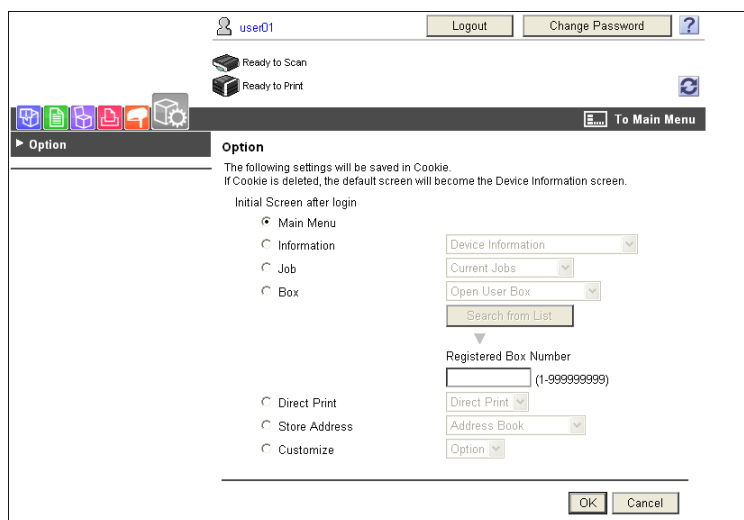 user01
Logout
Change Password
?
Ready to Scan
Ready to Print
To Main Menu
Option
Option
The following settings will be saved in Cookie.
If Cookie is deleted, the default screen will become the Device Information screen.
Initial Screen after login
Main Menu
Information Device Information
Job Current Jobs
Box Open User Box
Search from List
Registered Box Number
(1-999999999)
Direct Print Direct Print
Store Address Address Book
Customize Option
OK Cancel